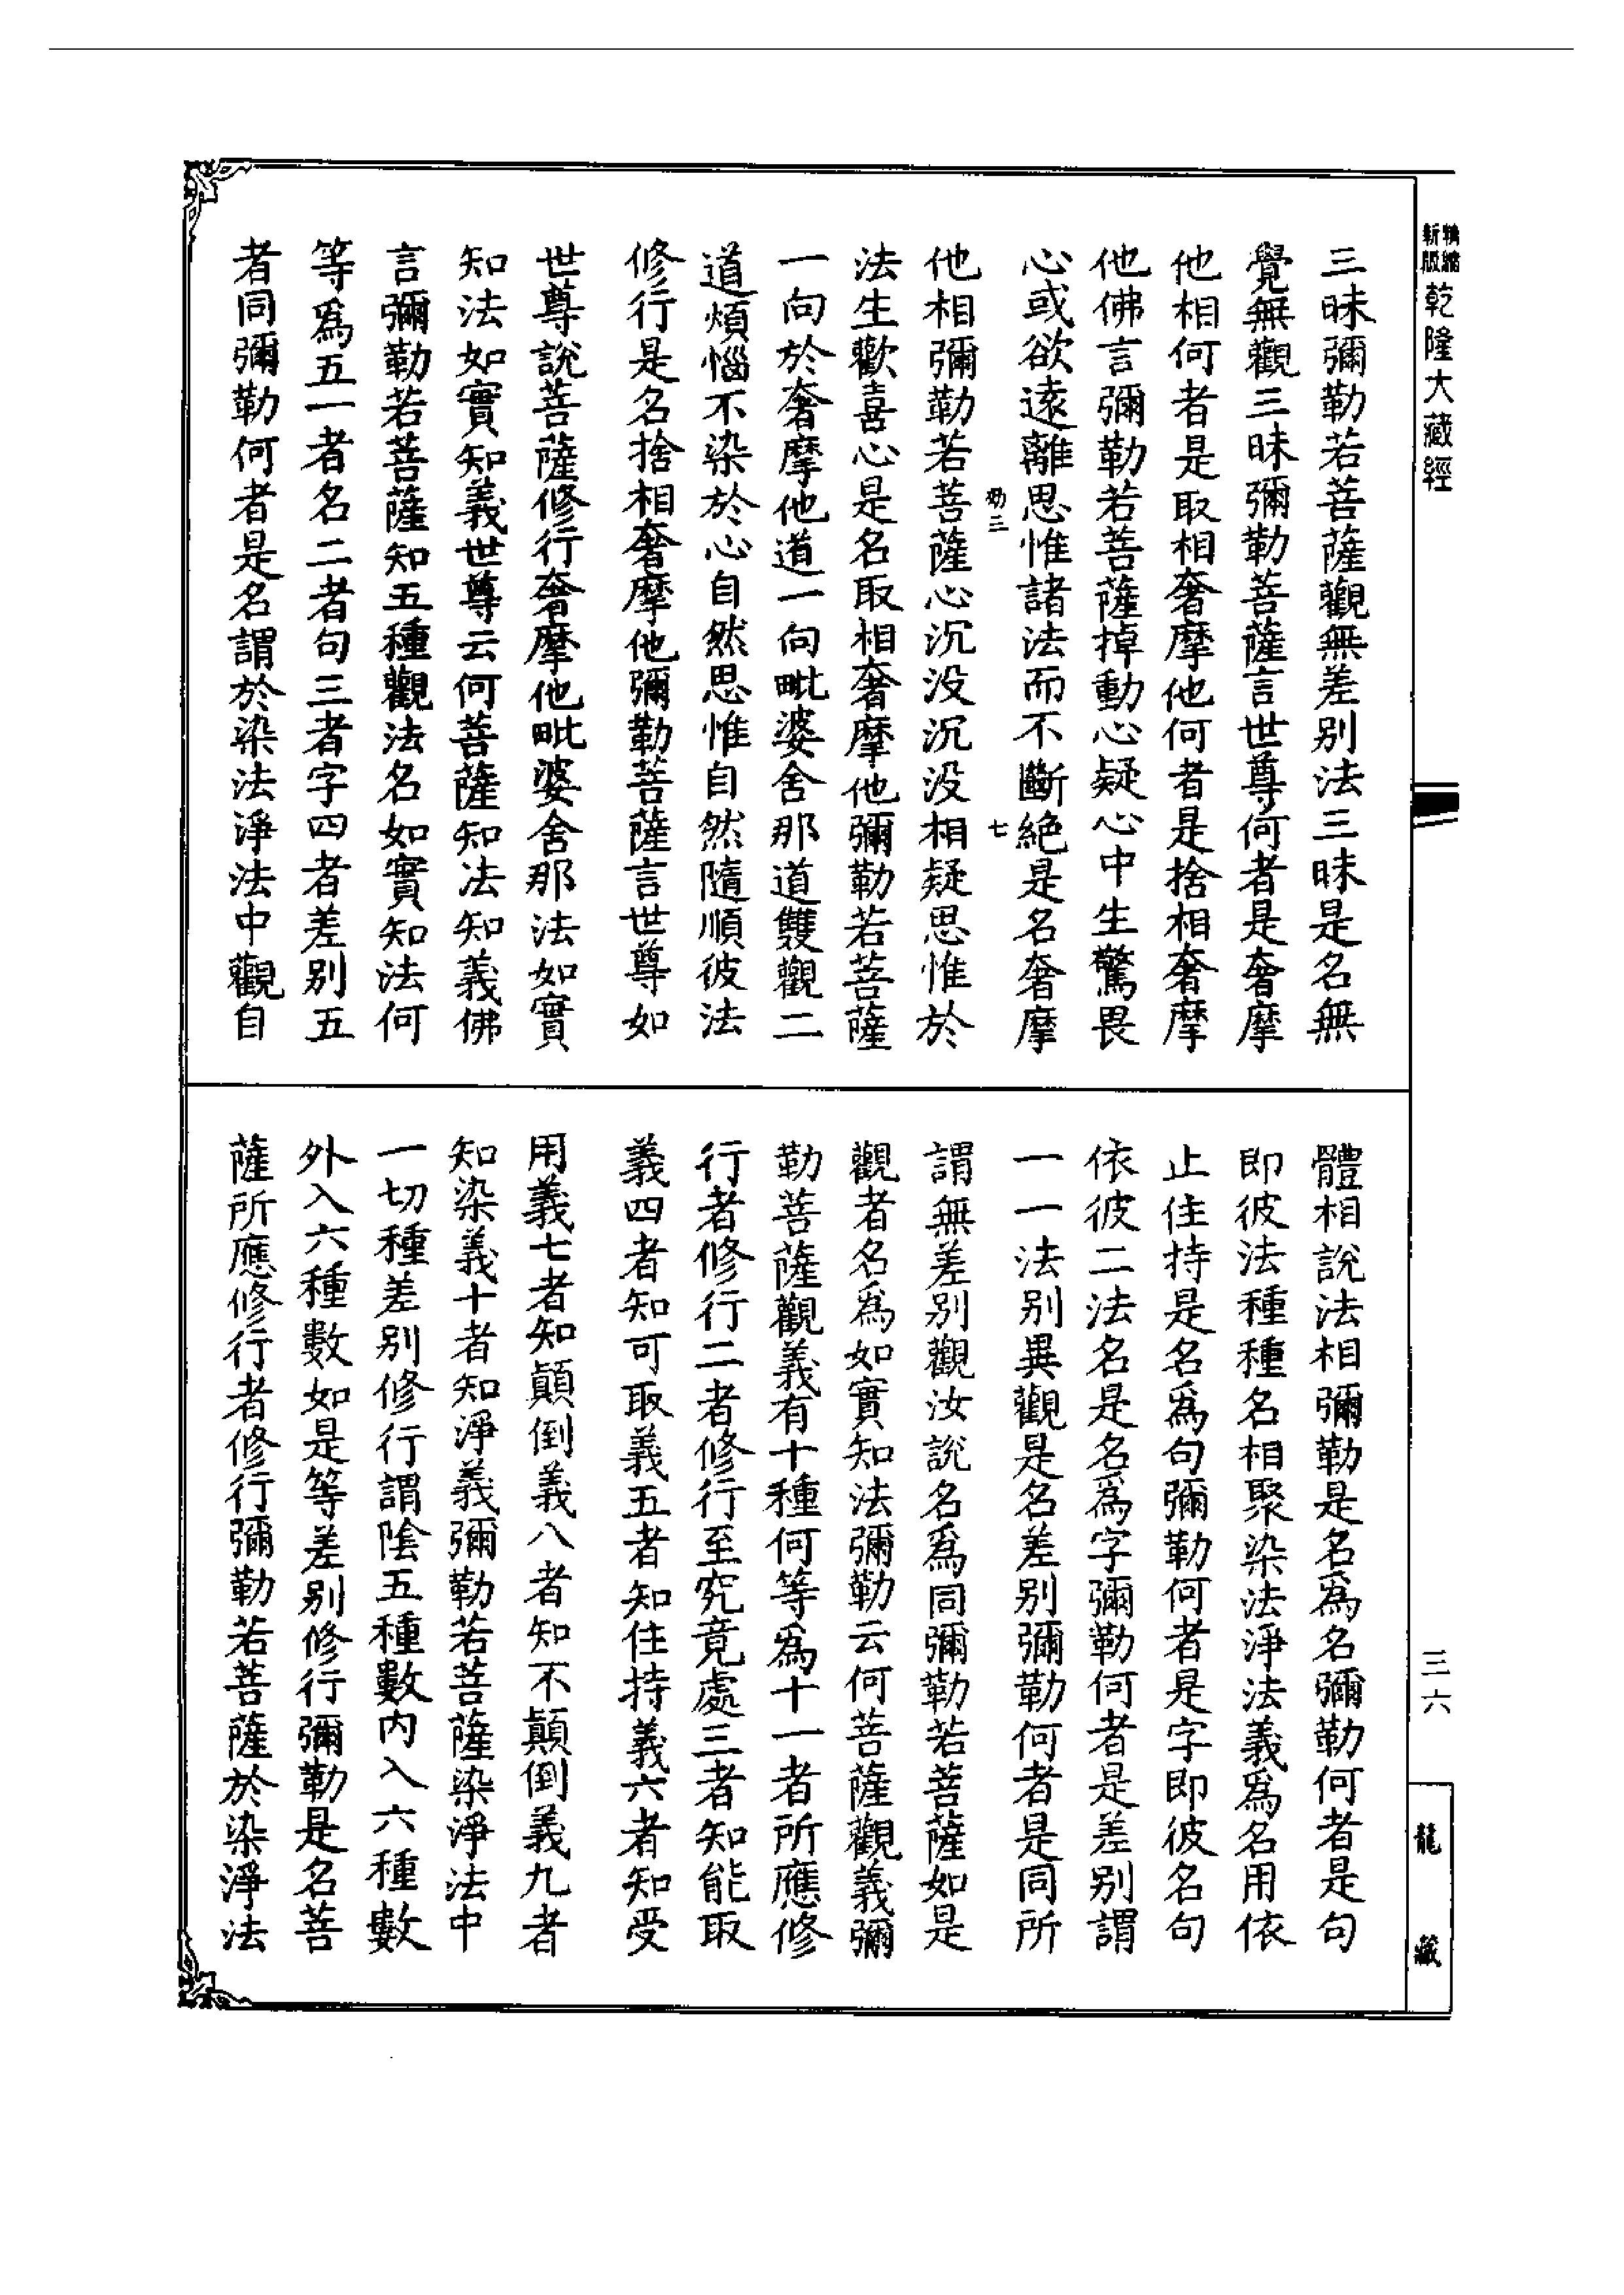 精縮新版乾隆大藏經
三昧彌勒若菩薩觀無差别法三昧是名無
覺無觀三昧彌勒菩薩言世尊何者是奢摩
他相何者是取相奢摩他何者是捨相奢摩
他佛言彌勒若菩薩掉動心疑心中生驚畏
心或欲遠離思惟諸法而不斷絶是名奢摩
他相彌勒若菩薩心沉没沉没相疑思惟於
法生歡喜心是名取相奢摩他彌勒若菩薩
一向於奢摩他道一向毗婆舍那道雙觀二
道煩惱不染於心自然思惟自然隨順彼法
修行是名捨相奢摩他彌勒菩薩言世尊如
世尊說菩薩修行奢摩他毗婆舍那法如實
知法如實知義世尊云何菩薩知法知義佛
言彌勒若菩薩知五種觀法名如實知法何
等爲五一者名二者句三者字四者差别五
者同彌勒何者是名謂於染法淨法中觀自
七
體相說法相彌勒是名爲名彌勒何者是句
即彼法種種名相聚染法淨法義爲名用依
止住持是名爲句彌勒何者是字即彼名句
依彼二法名是名爲字彌勒何者是差别謂
一一法别異觀是名差别彌勒何者是同所
謂無差别觀汝說名爲同彌勒若菩薩如是
觀者名爲如實知法彌勒云何菩薩觀義彌
勒菩薩觀義有十種何等爲十一者所應修
行者修行二者修行至究竟處三者知能取
義四者知可取義五者知住持義六者知受
用義七者知顛倒義八者知不顛倒義九者
知染義十者知淨義彌勒若菩薩染淨法中
一切種差别修行謂陰五種數内入六種數
外入六種數如是等差别修行彌勒是名菩
薩所應修行者修行彌勒若菩薩於染淨法
三六
龍藏